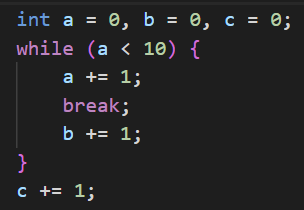 int a = 0, b = 0, c = 0;
while (a < 10) {
    a += 1;
    break;
    b += 1;
}
c += 1;